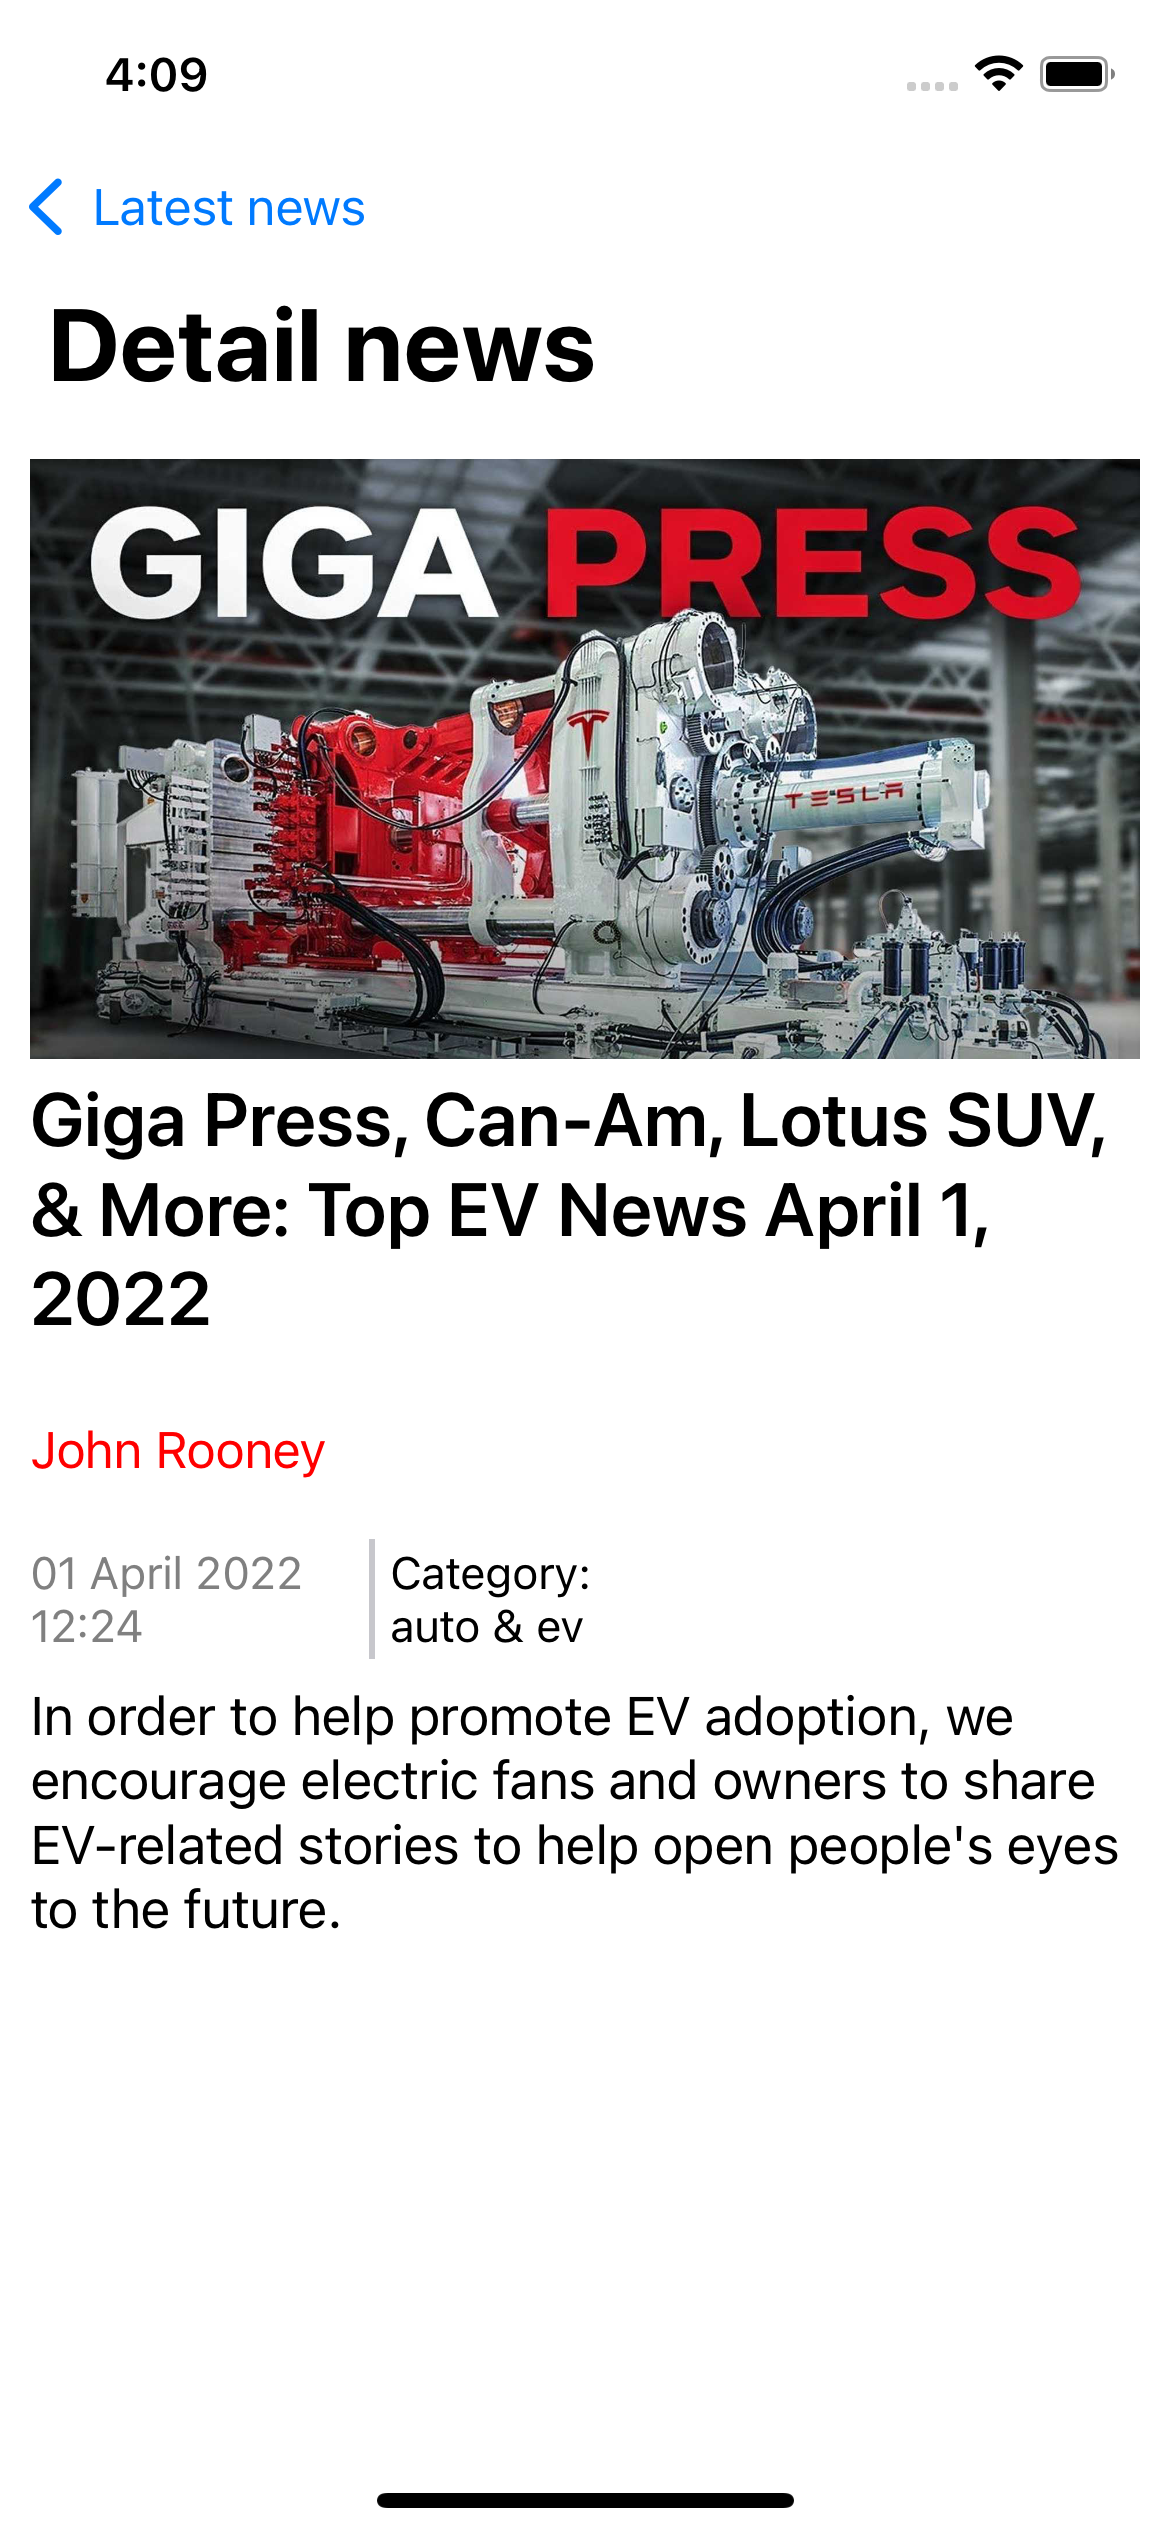 4:09
Latest news
Detail news
GIGA PRESS
TESLA
Giga Press, Can-Am, Lotus SUV,
& More: Top EV News April 1,
2022
John Rooney
01 April 2022
12:24
Category:
auto & ev
In order to help promote EV adoption, we
encourage electric fans and owners to share
EV-related stories to help open people's eyes
to the future.